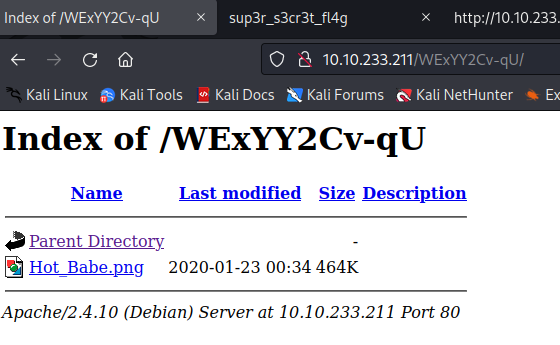 Index of /WExYY2Cv-qU
sup3r_s3cr3t_fl4g
http://10.10.233.
10.10.233.211/WExYY2Cv-qU/
Kali Linux Kali Tools Kali Docs Kali Forums Kali NetHunter Ex
Index of /WExYY2Cv-qU
Name Last modified Size Description
Parent Directory -
Hot_Babe.png 2020-01-23 00:34 464K
Apache/2.4.10 (Debian) Server at 10.10.233.211 Port 80